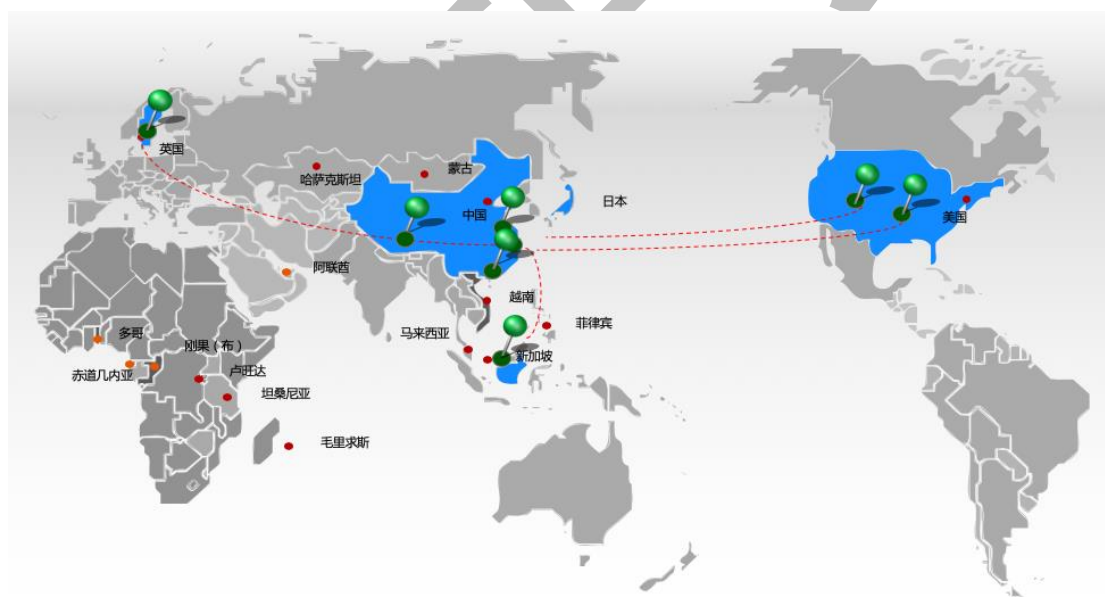 英国
哈萨克斯坦
蒙古
中国
日本
美国
阿联酋
越南
菲律宾
马来西亚
新加坡
多哥
刚果（布）
赤道几内亚
卢旺达
坦桑尼亚
毛里求斯